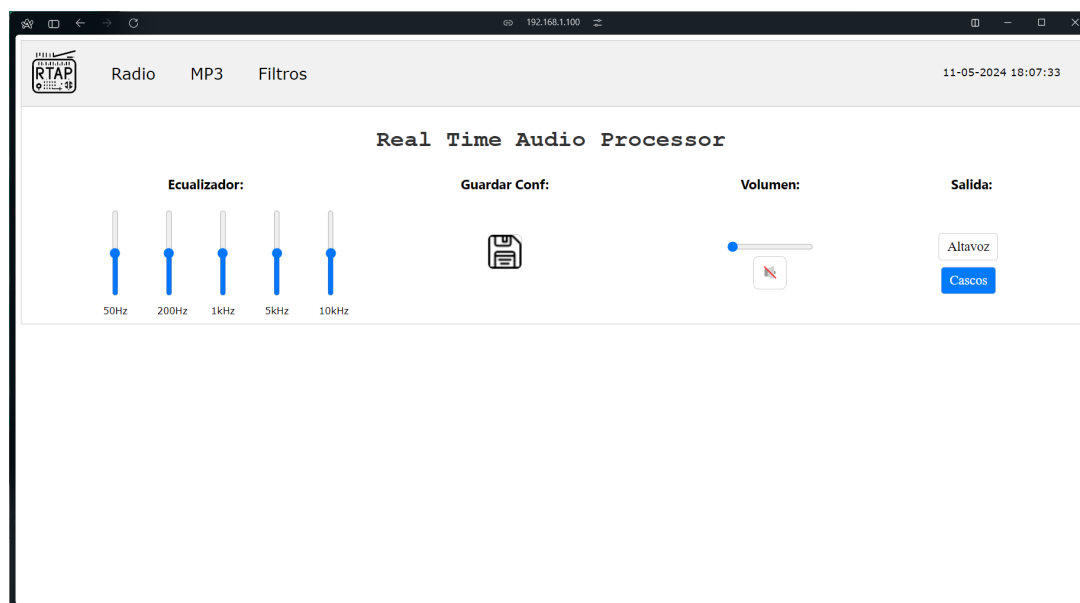 192.168.1.100
RTAP
Radio MP3 Filtros
11-05-2024 18:07:33
Real Time Audio Processor
Ecualizador: Guardar Conf: Volumen: Salida:
Altavoz
Cascos
50Hz 200Hz 1kHz 5kHz 10kHz